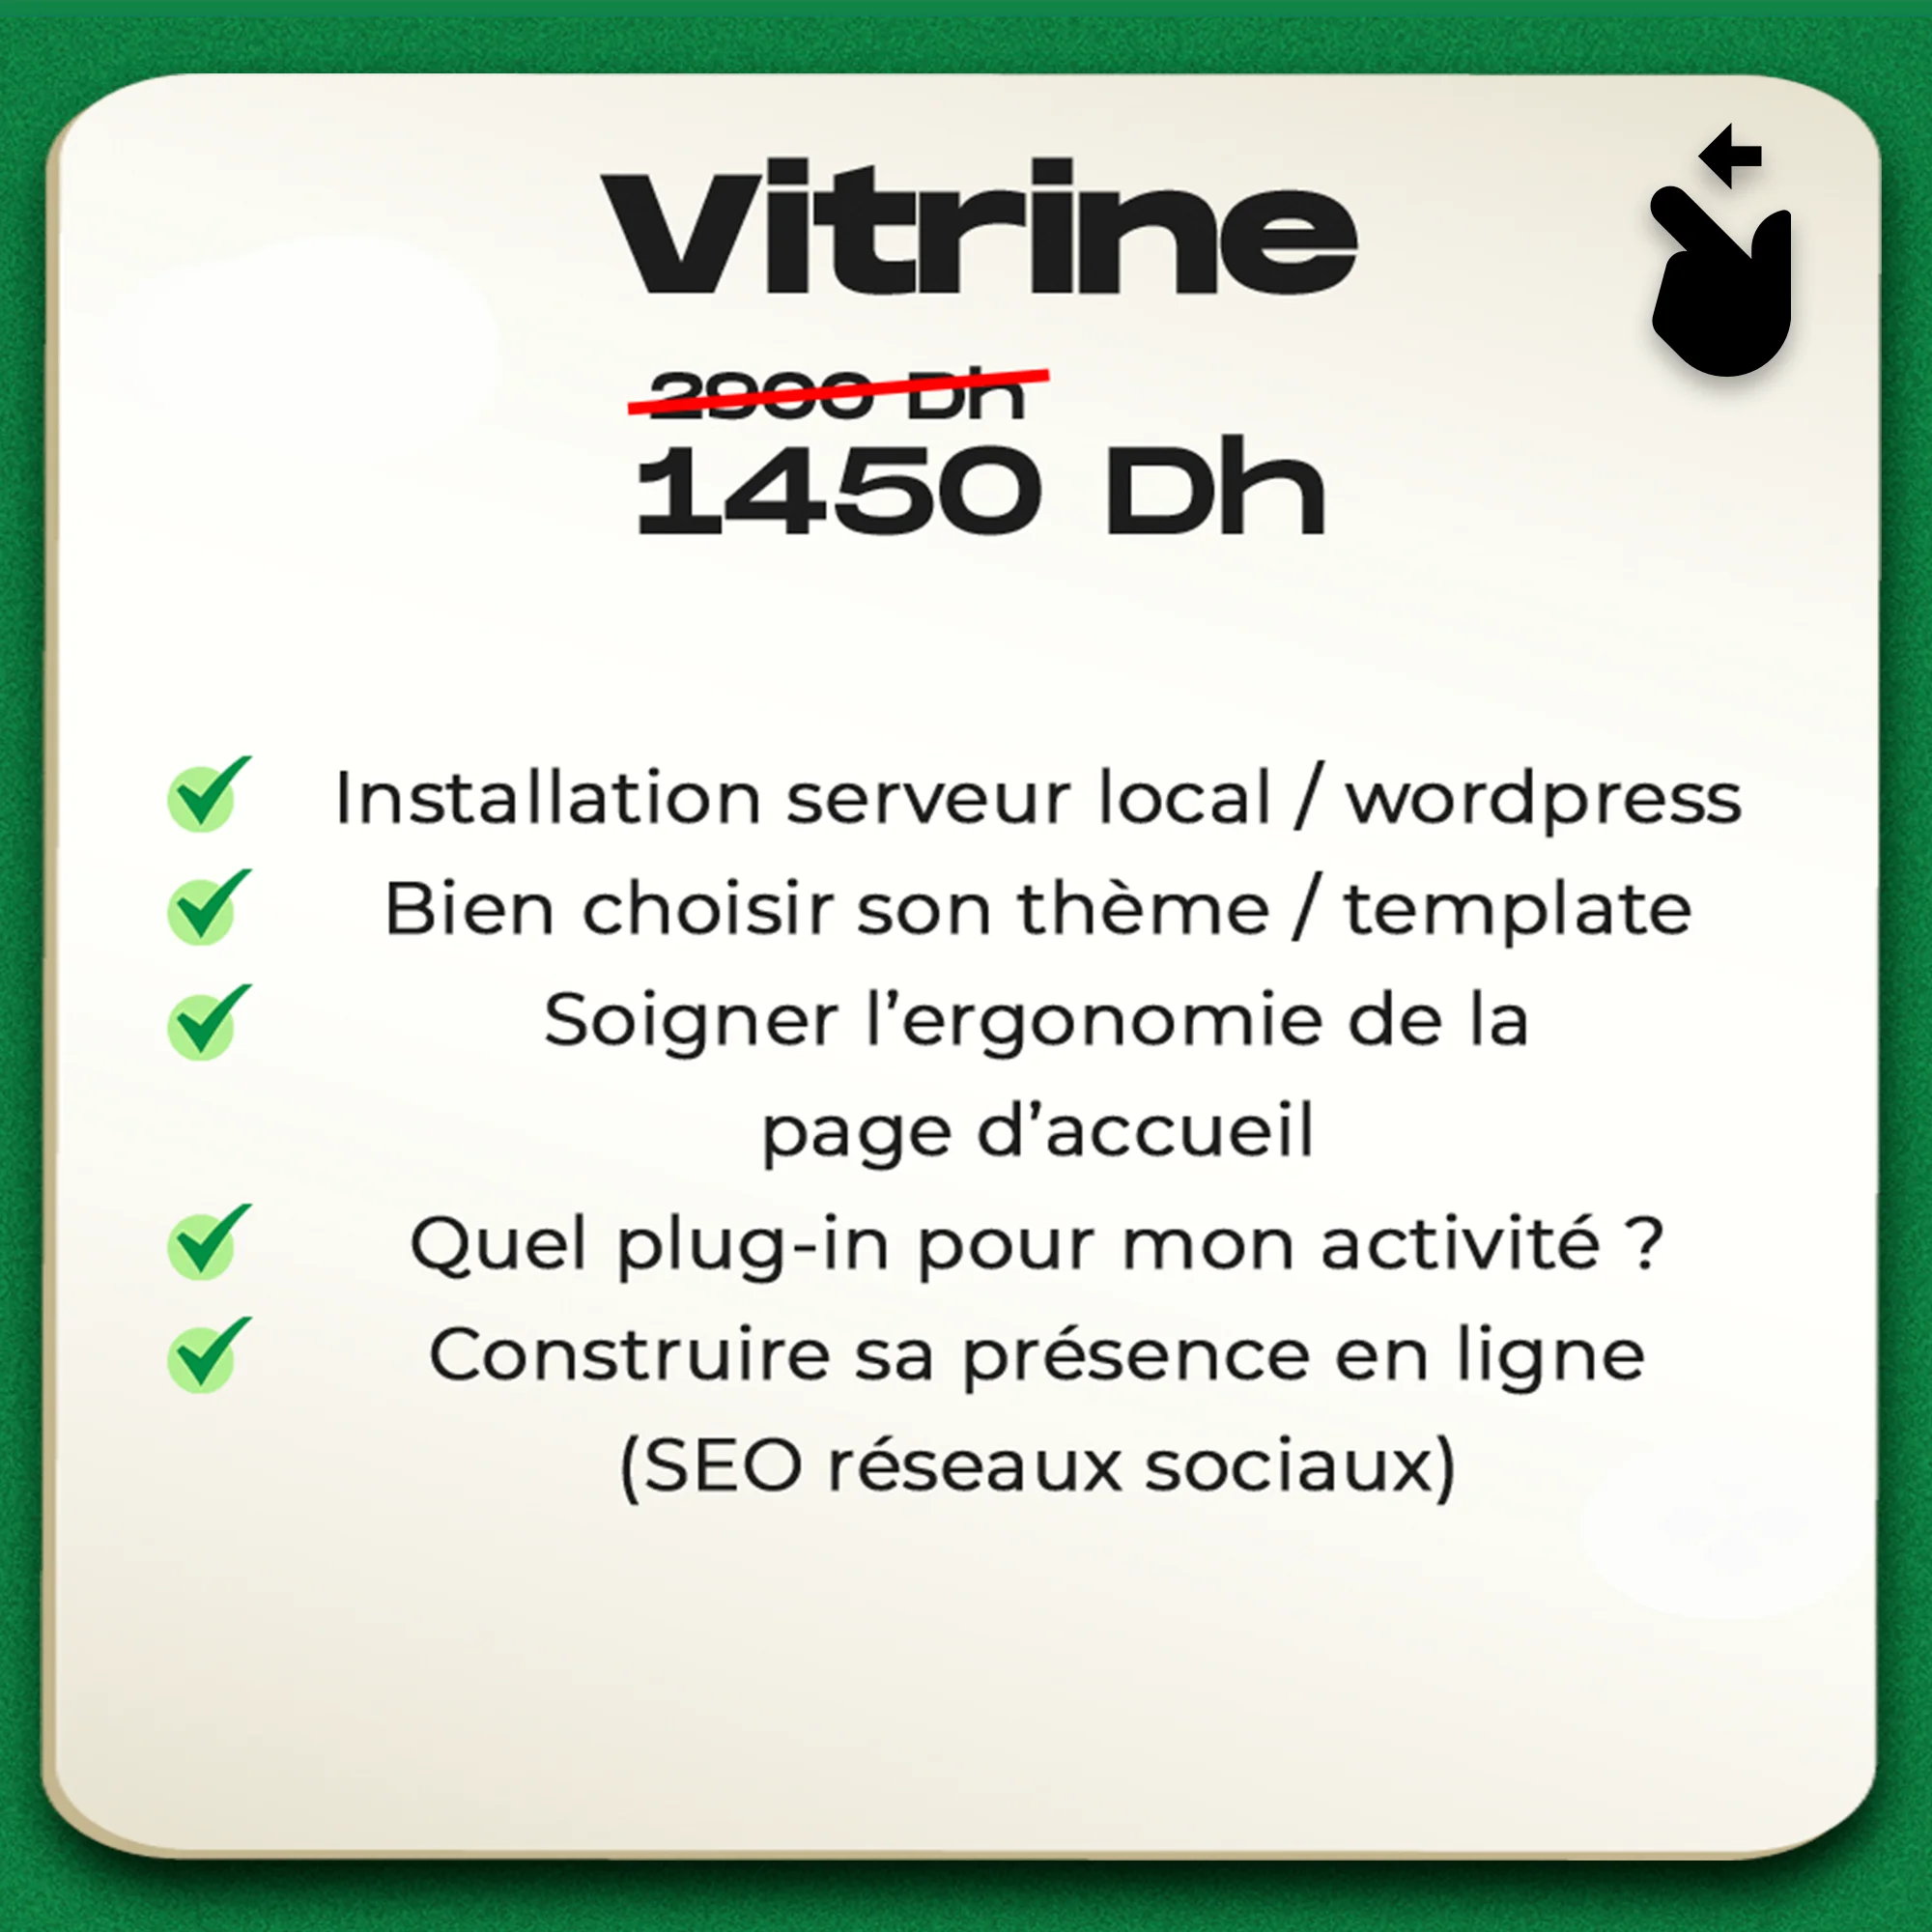 Vitrine
2900 Dh
1450 Dh
Installation serveur local / wordpress
Bien choisir son thème / template
Soigner l’ergonomie de la
page d’accueil
Quel plug-in pour mon activité ?
Construire sa présence en ligne
(SEO réseaux sociaux)